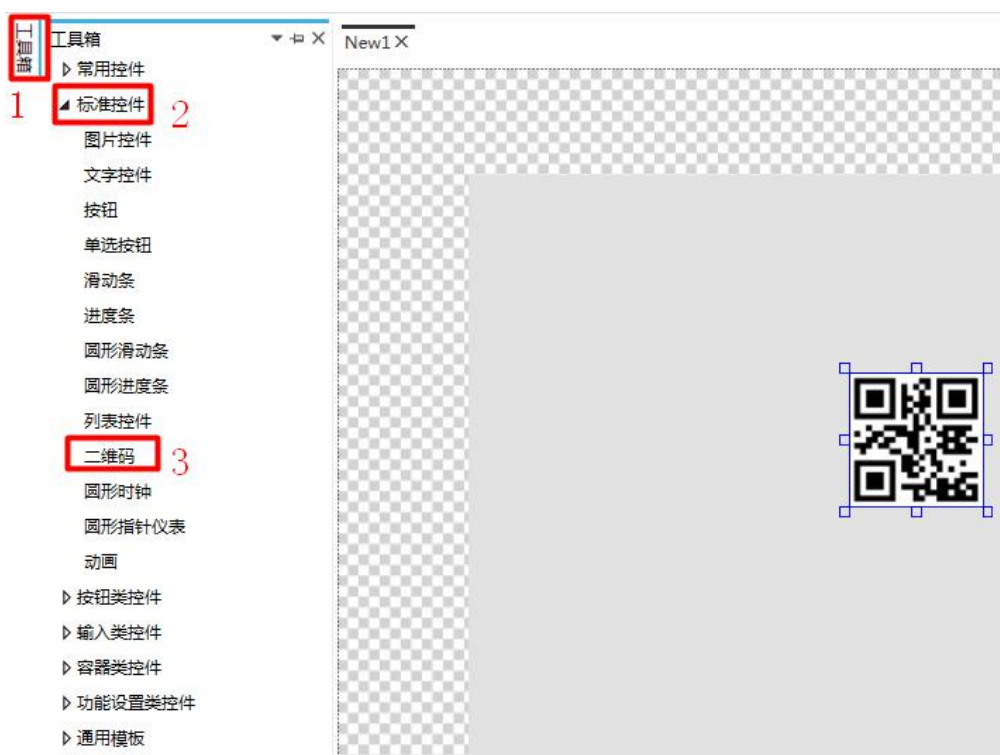 工具箱
工具箱
New1
常用控件
1
标准控件
2
图片控件
文字控件
按钮
单选按钮
滑动条
进度条
圆形滑动条
圆形进度条
列表控件
二维码
3
圆形时钟
圆形指针仪表
动画
按钮类控件
输入类控件
容器类控件
功能设置类控件
通用模板